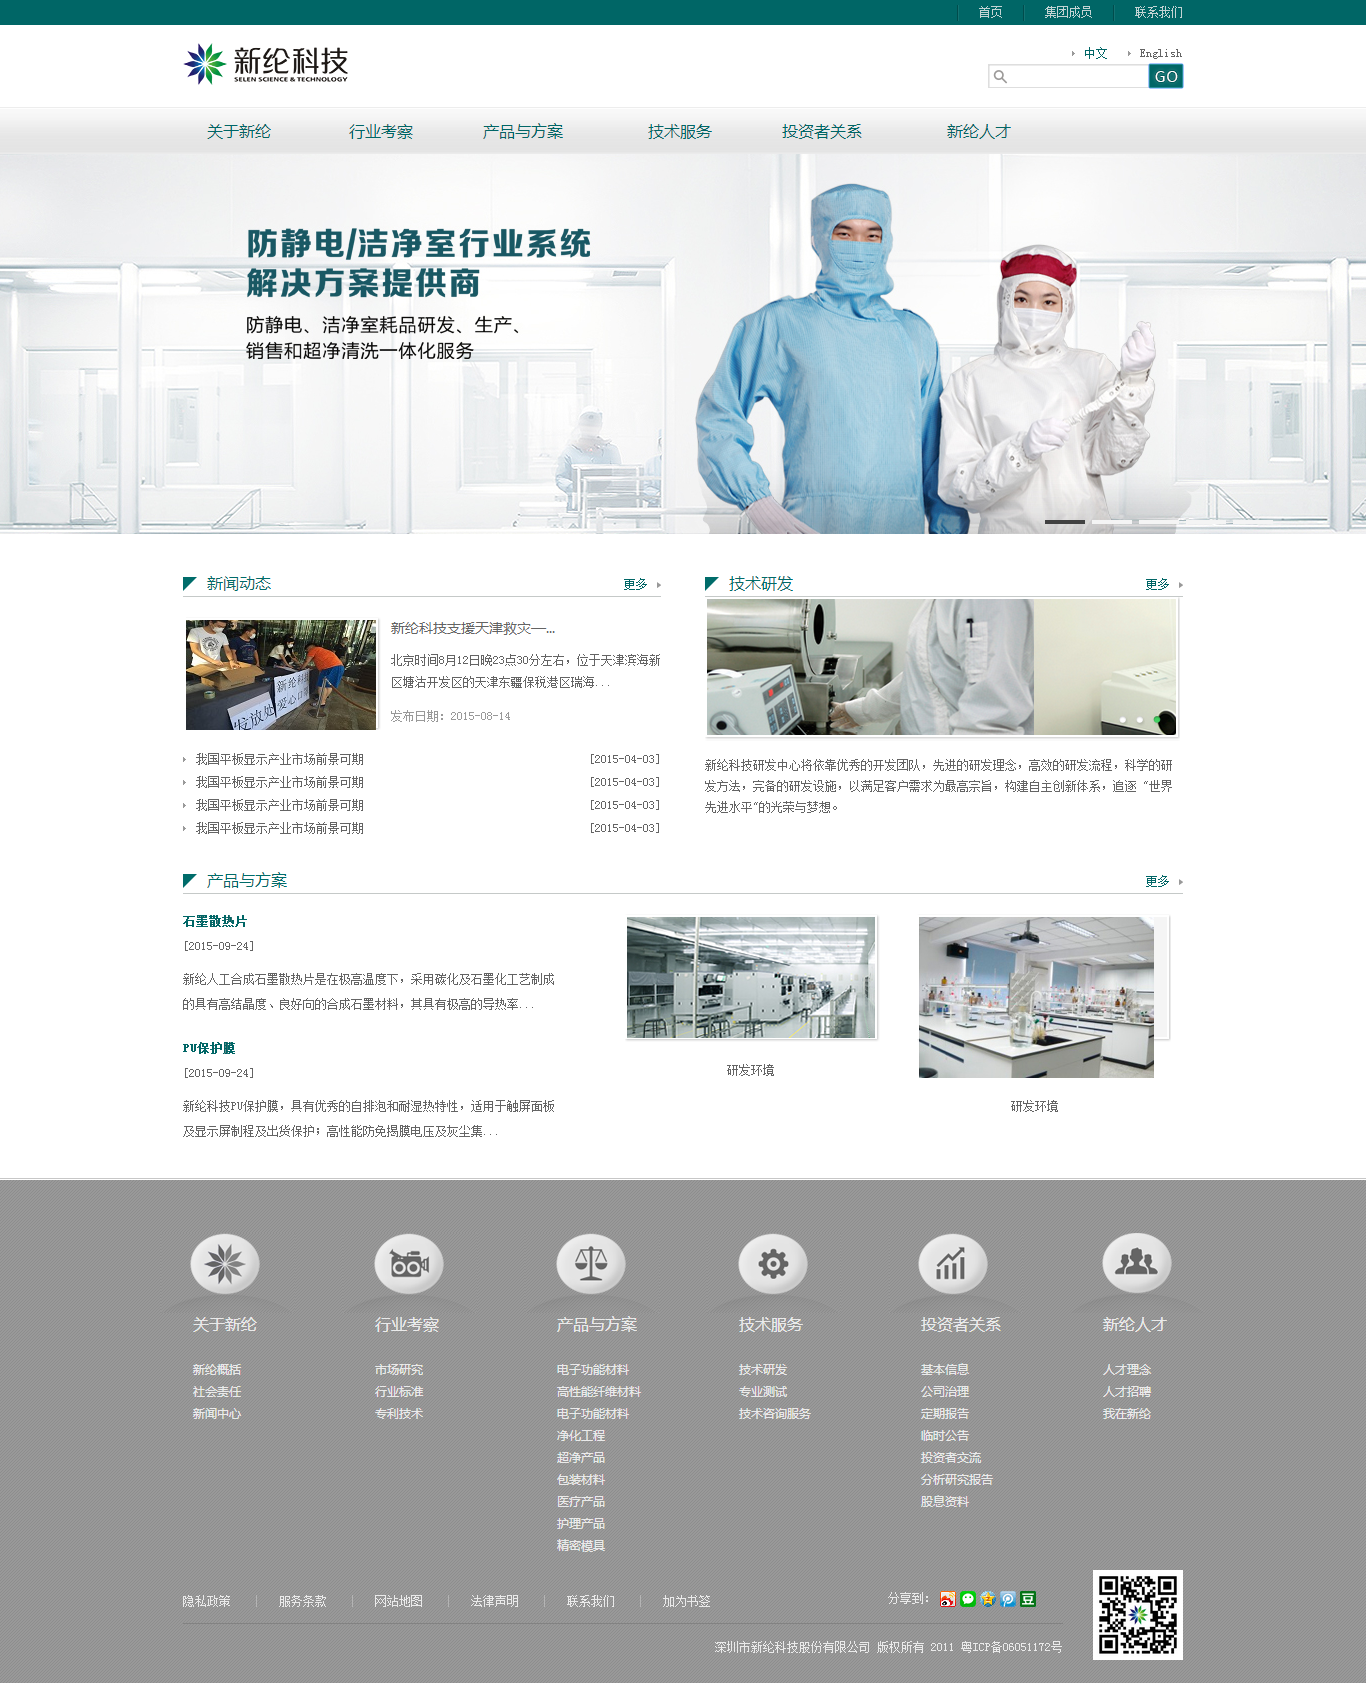 首页 集团成员 联系我们
新纶科技
SELEN SCIENCE & TECHNOLOGY
中文 English
GO
关于新纶 行业考察 产品与方案 技术服务 投资者关系 新纶人才
防静电/洁净室行业系统
解决方案提供商
防静电、洁净室耗品研发、生产、
销售和超净清洗一体化服务
新闻动态 更多
新纶科技支援天津救灾一...
北京时间8月12日晚23点30分左右，位于天津滨海新
区塘沽开发区的天津东疆保税港区瑞海...
发布日期：2015-08-14
新纶科技
爱心
发放处
我国平板显示产业市场前景可期 [2015-04-03]
我国平板显示产业市场前景可期 [2015-04-03]
我国平板显示产业市场前景可期 [2015-04-03]
我国平板显示产业市场前景可期 [2015-04-03]
技术研发 更多
新纶科技研发中心将依靠优秀的开发团队，先进的研发理念，高效的研发流程，科学的研
发方法，完备的研发设施，以满足客户需求为最高宗旨，构建自主创新体系，追逐“世界
先进水平”的光荣与梦想。
产品与方案 更多
石墨散热片
[2015-09-24]
新纶人工合成石墨散热片是在极高温度下，采用碳化及石墨化工艺制成
的具有高结晶度、良好向的合成石墨材料，其具有极高的导热率...
PU保护膜
[2015-09-24]
新纶科技PU保护膜，具有优秀的自排泡和耐湿热特性，适用于触屏面板
及显示屏制程及出货保护；高性能防免揭膜电压及灰尘集...
研发环境
研发环境
关于新纶
新纶概括
社会责任
新闻中心
行业考察
市场研究
行业标准
专利技术
产品与方案
电子功能材料
高性能纤维材料
电子功能材料
净化工程
超净产品
包装材料
医疗产品
护理产品
精密模具
技术服务
技术研发
专业测试
技术咨询服务
投资者关系
基本信息
公司治理
定期报告
临时公告
投资者交流
分析研究报告
股息资料
新纶人才
人才理念
人才招聘
我在新纶
隐私政策 服务条款 网站地图 法律声明 联系我们 加为书签
分享到：
豆
深圳市新纶科技股份有限公司 版权所有 2011 粤ICP备06051172号